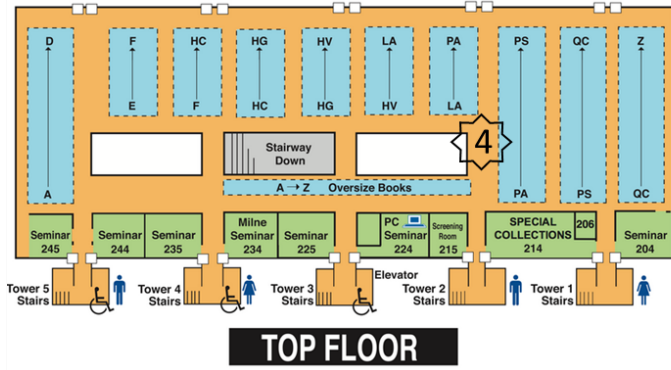 D F HC HG HV LA PA PS QC Z
E F HC HG HV LA
4
Stairway
Down
A → Z Oversize Books
A PA PS QC
Seminar
245
Seminar
244
Seminar
235
Milne
Seminar
234
Seminar
225
PC
Seminar
224
Screening
Room
215
SPECIAL
COLLECTIONS
214
206
Seminar
204
Tower 5
Stairs
Tower 4
Stairs
Tower 3
Stairs
Elevator
Tower 2
Stairs
Tower 1
Stairs
TOP FLOOR